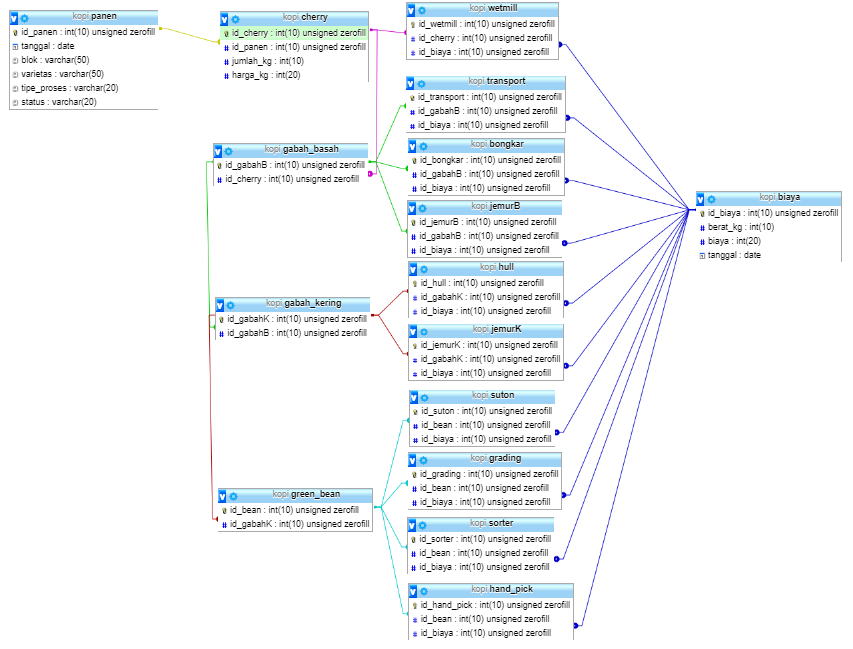 kopi panen
id_panen : int(10) unsigned zerofill
tanggal : date
blok : varchar(50)
varietas : varchar(50)
tipe_proses : varchar(20)
status : varchar(20)
kopi cherry
id_cherry : int(10) unsigned zerofill
id_panen : int(10) unsigned zerofill
jumlah_kg : int(10)
harga_kg : int(20)
kopi wetmill
id_wetmill : int(10) unsigned zerofill
id_cherry : int(10) unsigned zerofill
id_biaya : int(10) unsigned zerofill
kopi transport
id_transport : int(10) unsigned zerofill
id_gabahB : int(10) unsigned zerofill
id_biaya : int(10) unsigned zerofill
kopi gabah_basah
id_gabahB : int(10) unsigned zerofill
id_cherry : int(10) unsigned zerofill
kopi bongkar
id_bongkar : int(10) unsigned zerofill
id_gabahB : int(10) unsigned zerofill
id_biaya : int(10) unsigned zerofill
kopi jemurB
id_jemurB : int(10) unsigned zerofill
id_gabahB : int(10) unsigned zerofill
id_biaya : int(10) unsigned zerofill
kopi biaya
id_biaya : int(10) unsigned zerofill
berat_kg : int(10)
biaya : int(20)
tanggal : date
kopi hull
id_hull : int(10) unsigned zerofill
id_gabahK : int(10) unsigned zerofill
id_biaya : int(10) unsigned zerofill
kopi gabah_kering
id_gabahK : int(10) unsigned zerofill
id_gabahB : int(10) unsigned zerofill
kopi jemurK
id_jemurK : int(10) unsigned zerofill
id_gabahK : int(10) unsigned zerofill
id_biaya : int(10) unsigned zerofill
kopi suton
id_suton : int(10) unsigned zerofill
id_bean : int(10) unsigned zerofill
id_biaya : int(10) unsigned zerofill
kopi grading
id_grading : int(10) unsigned zerofill
id_bean : int(10) unsigned zerofill
id_biaya : int(10) unsigned zerofill
kopi green_bean
id_bean : int(10) unsigned zerofill
id_gabahK : int(10) unsigned zerofill
kopi sorter
id_sorter : int(10) unsigned zerofill
id_bean : int(10) unsigned zerofill
id_biaya : int(10) unsigned zerofill
kopi hand_pick
id_hand_pick : int(10) unsigned zerofill
id_bean : int(10) unsigned zerofill
id_biaya : int(10) unsigned zerofill